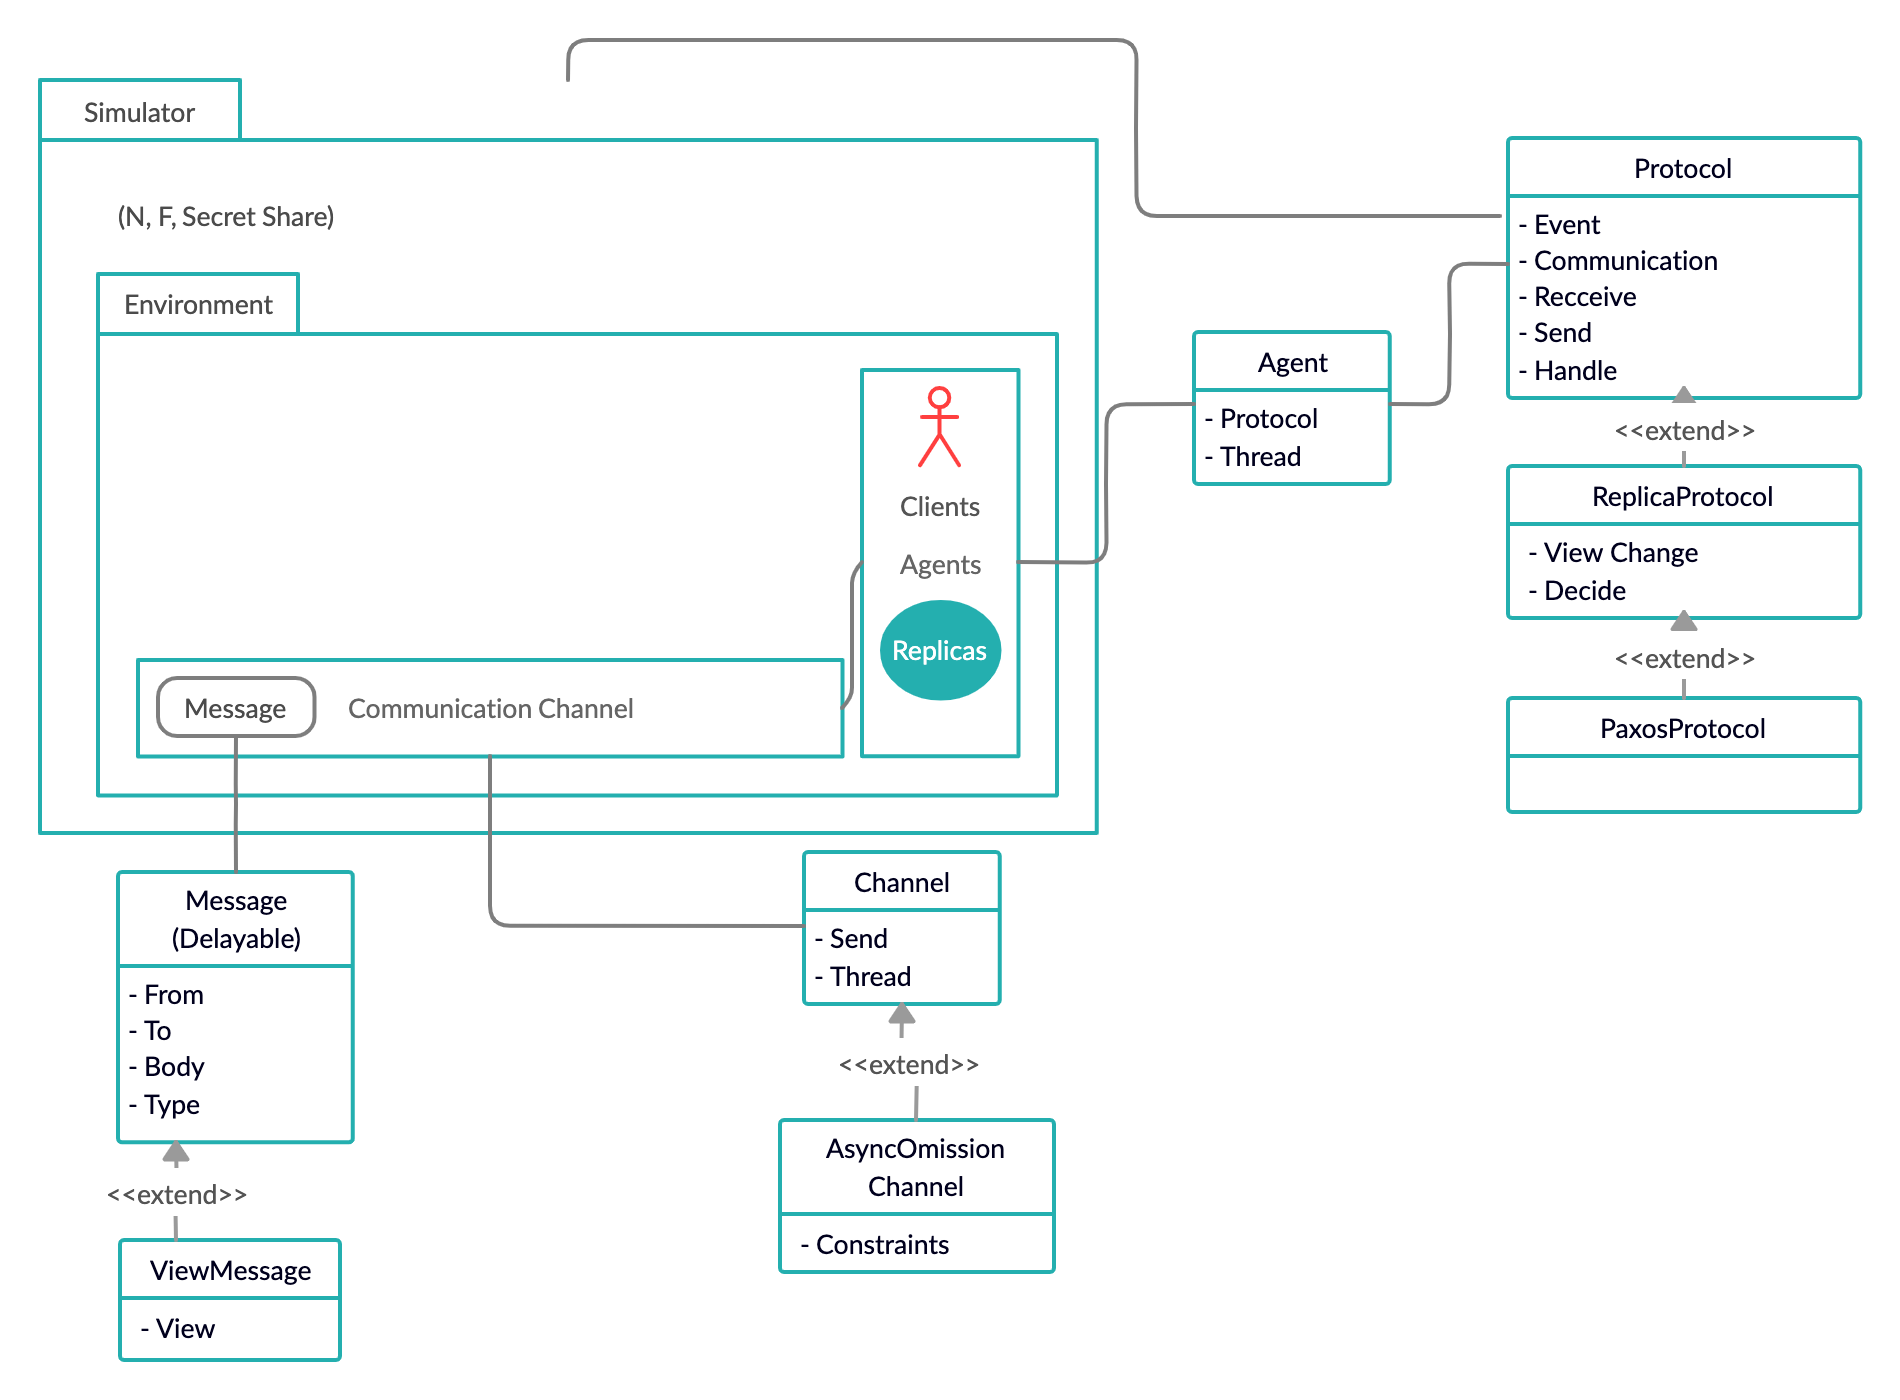 Simulator
(N, F, Secret Share)
Environment
Clients
Agents
Replicas
Message
Communication Channel
Agent
- Protocol
- Thread
Protocol
- Event
- Communication
- Recceive
- Send
- Handle
<<extend>>
ReplicaProtocol
- View Change
- Decide
<<extend>>
PaxosProtocol
Message
(Delayable)
- From
- To
- Body
- Type
<<extend>>
ViewMessage
- View
Channel
- Send
- Thread
<<extend>>
AsyncOmission
Channel
- Constraints